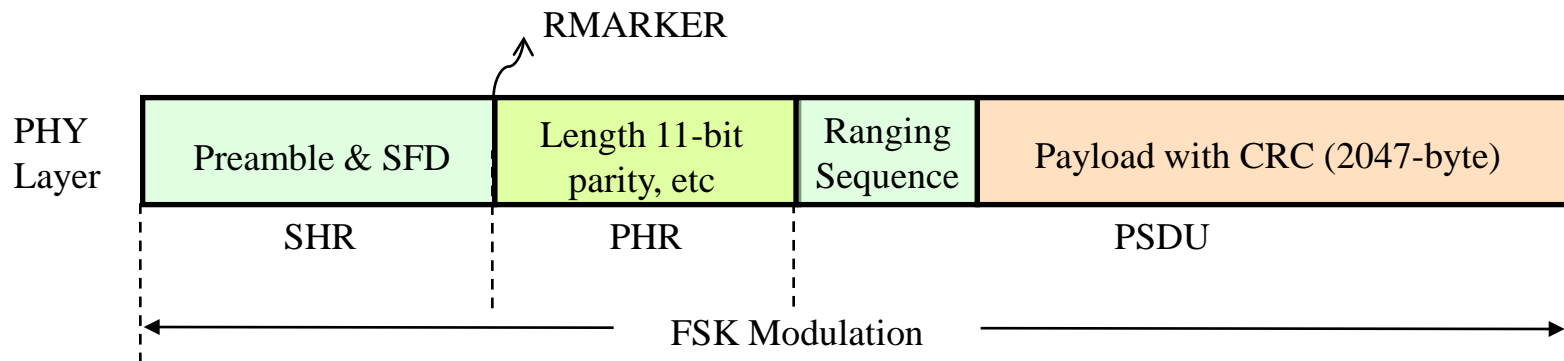 RMARKER
PHY
Layer
Preamble & SFD
Length 11-bit
parity, etc
Ranging
Sequence
Payload with CRC (2047-byte)
SHR
PHR
PSDU
FSK Modulation